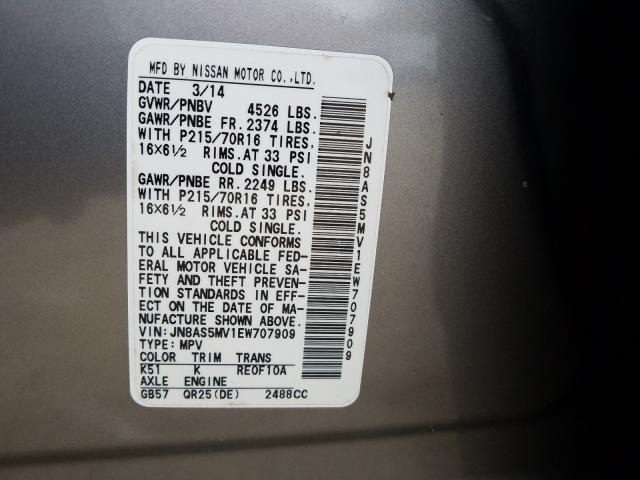 MFD BY NISSAN MOTOR CO.,LTD.
DATE 3/14
GVWR/PNBV 4526 LBS.
GAWR/PNBE FR. 2374 LBS.
WITH P215/70R16 TIRES,
16X6½ RIMS. AT 33 PSI
COLD SINGLE.
GAWR/PNBE RR. 2249 LBS.
WITH P215/70R16 TIRES,
16X6½ RIMS. AT 33 PSI
COLD SINGLE.
THIS VEHICLE CONFORMS
TO ALL APPLICABLE FED-
ERAL MOTOR VEHICLE SA-
FETY AND THEFT PREVEN-
TION STANDARDS IN EFF-
ECT ON THE DATE OF MA-
NUFACTURE SHOWN ABOVE.
VIN: JN8AS5MV1EW707909
TYPE: MPV
COLOR TRIM TRANS
K51 K RE0F10A
AXLE ENGINE
GB57 QR25(DE) 2488CC
JN8AS5MV1EW707909